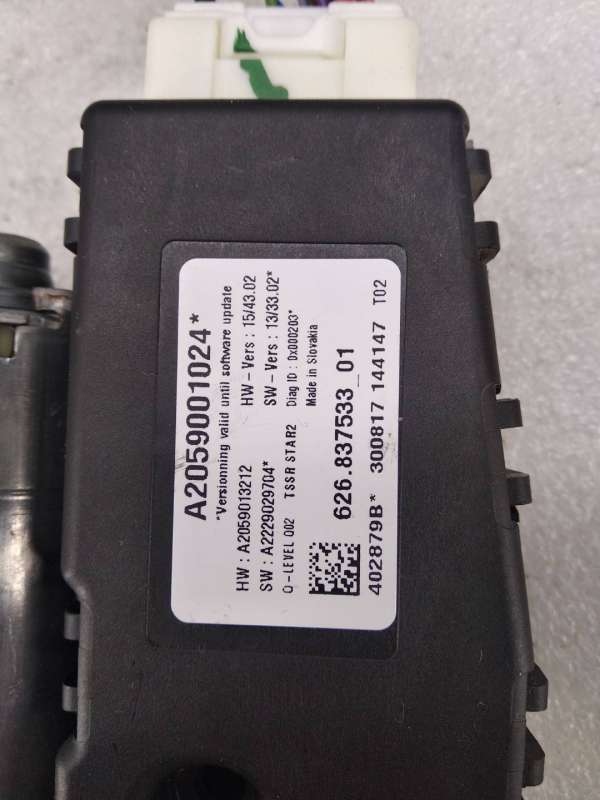 A2059001024*
*Versionning valid until software update
HW : A2059013212 HW-Vers : 15/43.02
SW : A2229029704* SW-Vers : 13/33.02*
Q-LEVEL 002 TSSR STAR2 Diag ID : 0x000203*
Made in Slovakia
626.837533_01
402879B* 300817 144147 T02